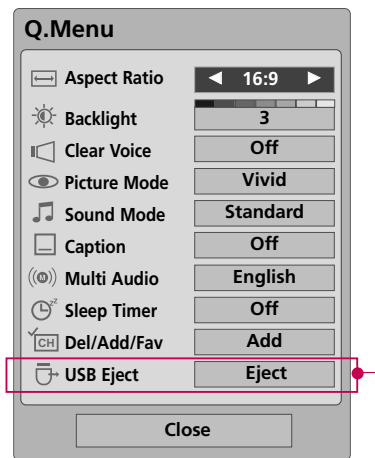 Q.Menu
Aspect Ratio ◀ 16:9 ▶
Backlight 3
Clear Voice Off
Picture Mode Vivid
Sound Mode Standard
Caption Off
Multi Audio English
Sleep Timer Off
Del/Add/Fav Add
USB Eject Eject
Close